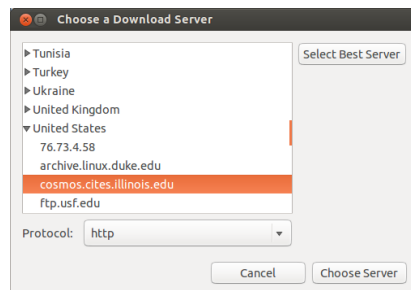 Choose a Download Server
Tunisia
Select Best Server
Turkey
Ukraine
United Kingdom
United States
76.73.4.58
archive.linux.duke.edu
cosmos.cites.illinois.edu
ftp.usf.edu
Protocol: http
Cancel Choose Server